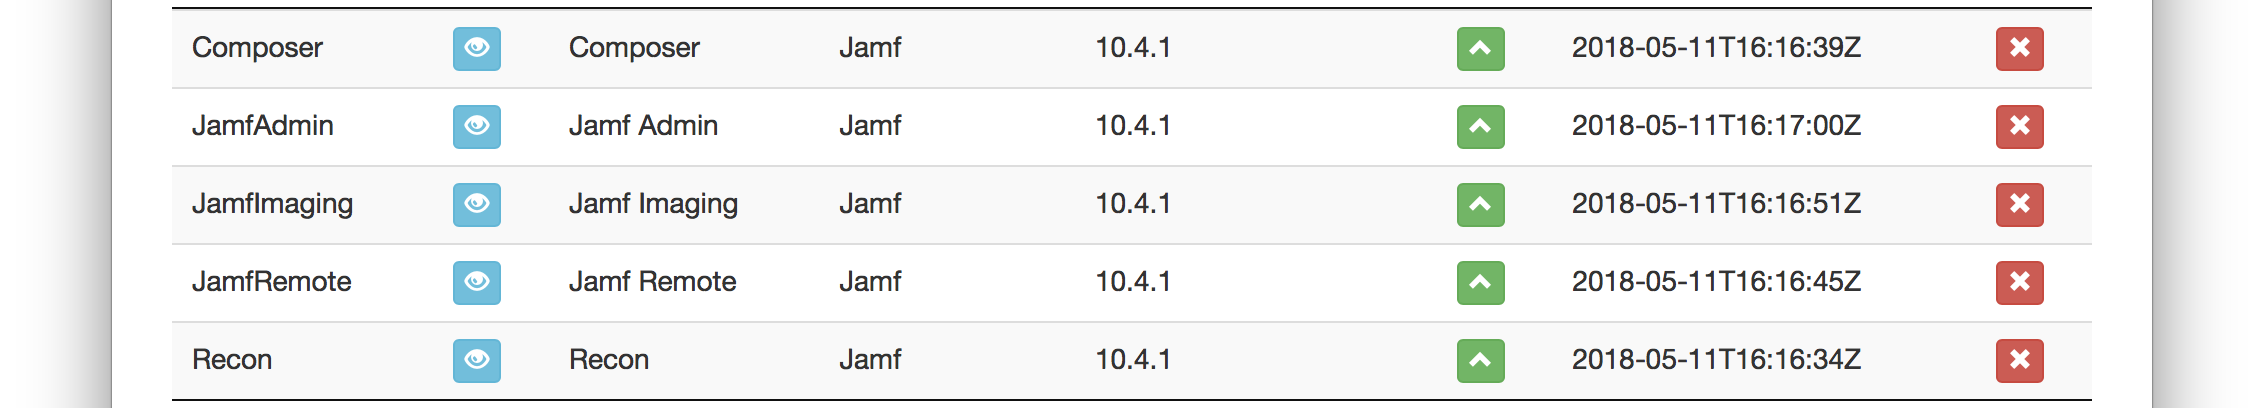 Composer Composer Jamf 10.4.1 2018-05-11T16:16:39Z
JamfAdmin Jamf Admin Jamf 10.4.1 2018-05-11T16:17:00Z
JamfImaging Jamf Imaging Jamf 10.4.1 2018-05-11T16:16:51Z
JamfRemote Jamf Remote Jamf 10.4.1 2018-05-11T16:16:45Z
Recon Recon Jamf 10.4.1 2018-05-11T16:16:34Z